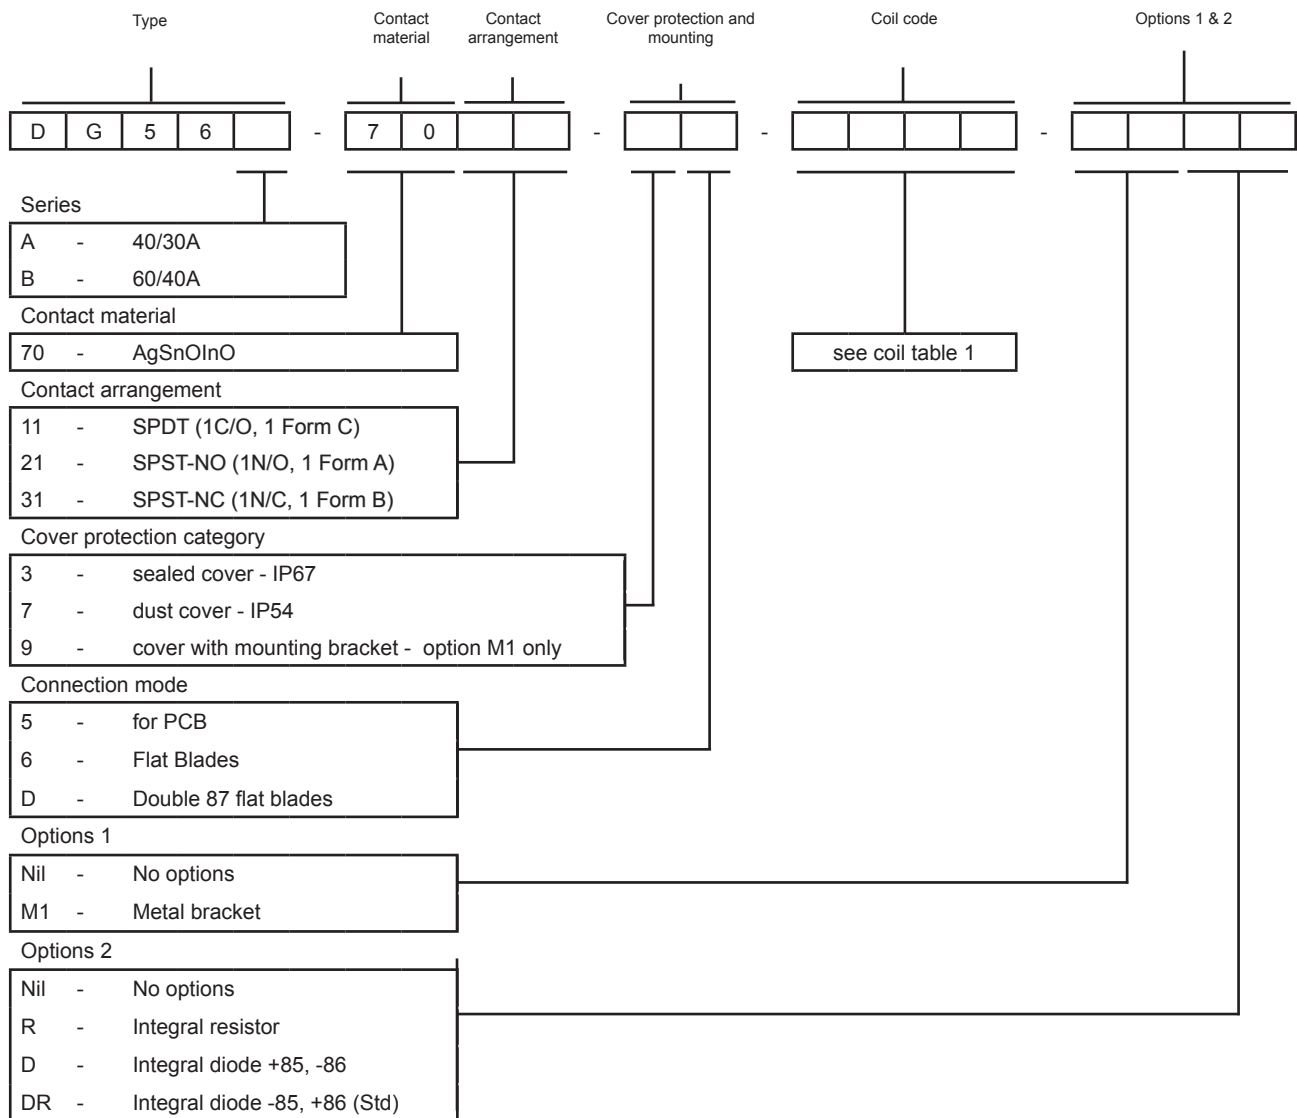 Type Contact material Contact arrangement Cover protection and mounting Coil code Options 1 & 2
D G 5 6 - 7 0 - - -
Series
A - 40/30A
B - 60/40A
Contact material
70 - AgSnOInO see coil table 1
Contact arrangement
11 - SPDT (1C/O, 1 Form C)
21 - SPST-NO (1N/O, 1 Form A)
31 - SPST-NC (1N/C, 1 Form B)
Cover protection category
3 - sealed cover - IP67
7 - dust cover - IP54
9 - cover with mounting bracket - option M1 only
Connection mode
5 - for PCB
6 - Flat Blades
D - Double 87 flat blades
Options 1
Nil - No options
M1 - Metal bracket
Options 2
Nil - No options
R - Integral resistor
D - Integral diode +85, -86
DR - Integral diode -85, +86 (Std)